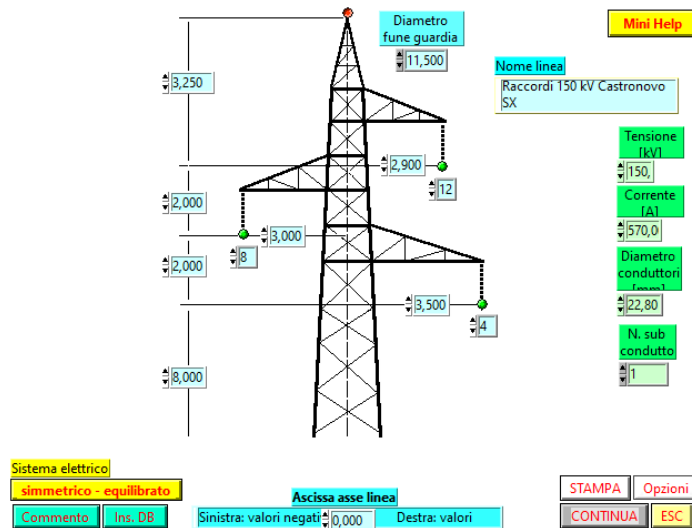 Diametro
fune guardia
11,500
Mini Help
Nome linea
Raccordi 150 kV Castronovo
SX
3,250
Tensione
[kV]
150,
2,900
12
2,000
Corrente
[A]
570,0
3,000
8
2,000
Diametro
conduttori
[mm]
22,80
3,500
4
N. sub
condutto
1
8,000
Sistema elettrico
simmetrico - equilibrato
Commento
Ins. DB
Ascissa asse linea
Sinistra: valori negati
0,000
Destra: valori
STAMPA
Opzioni
CONTINUA
ESC